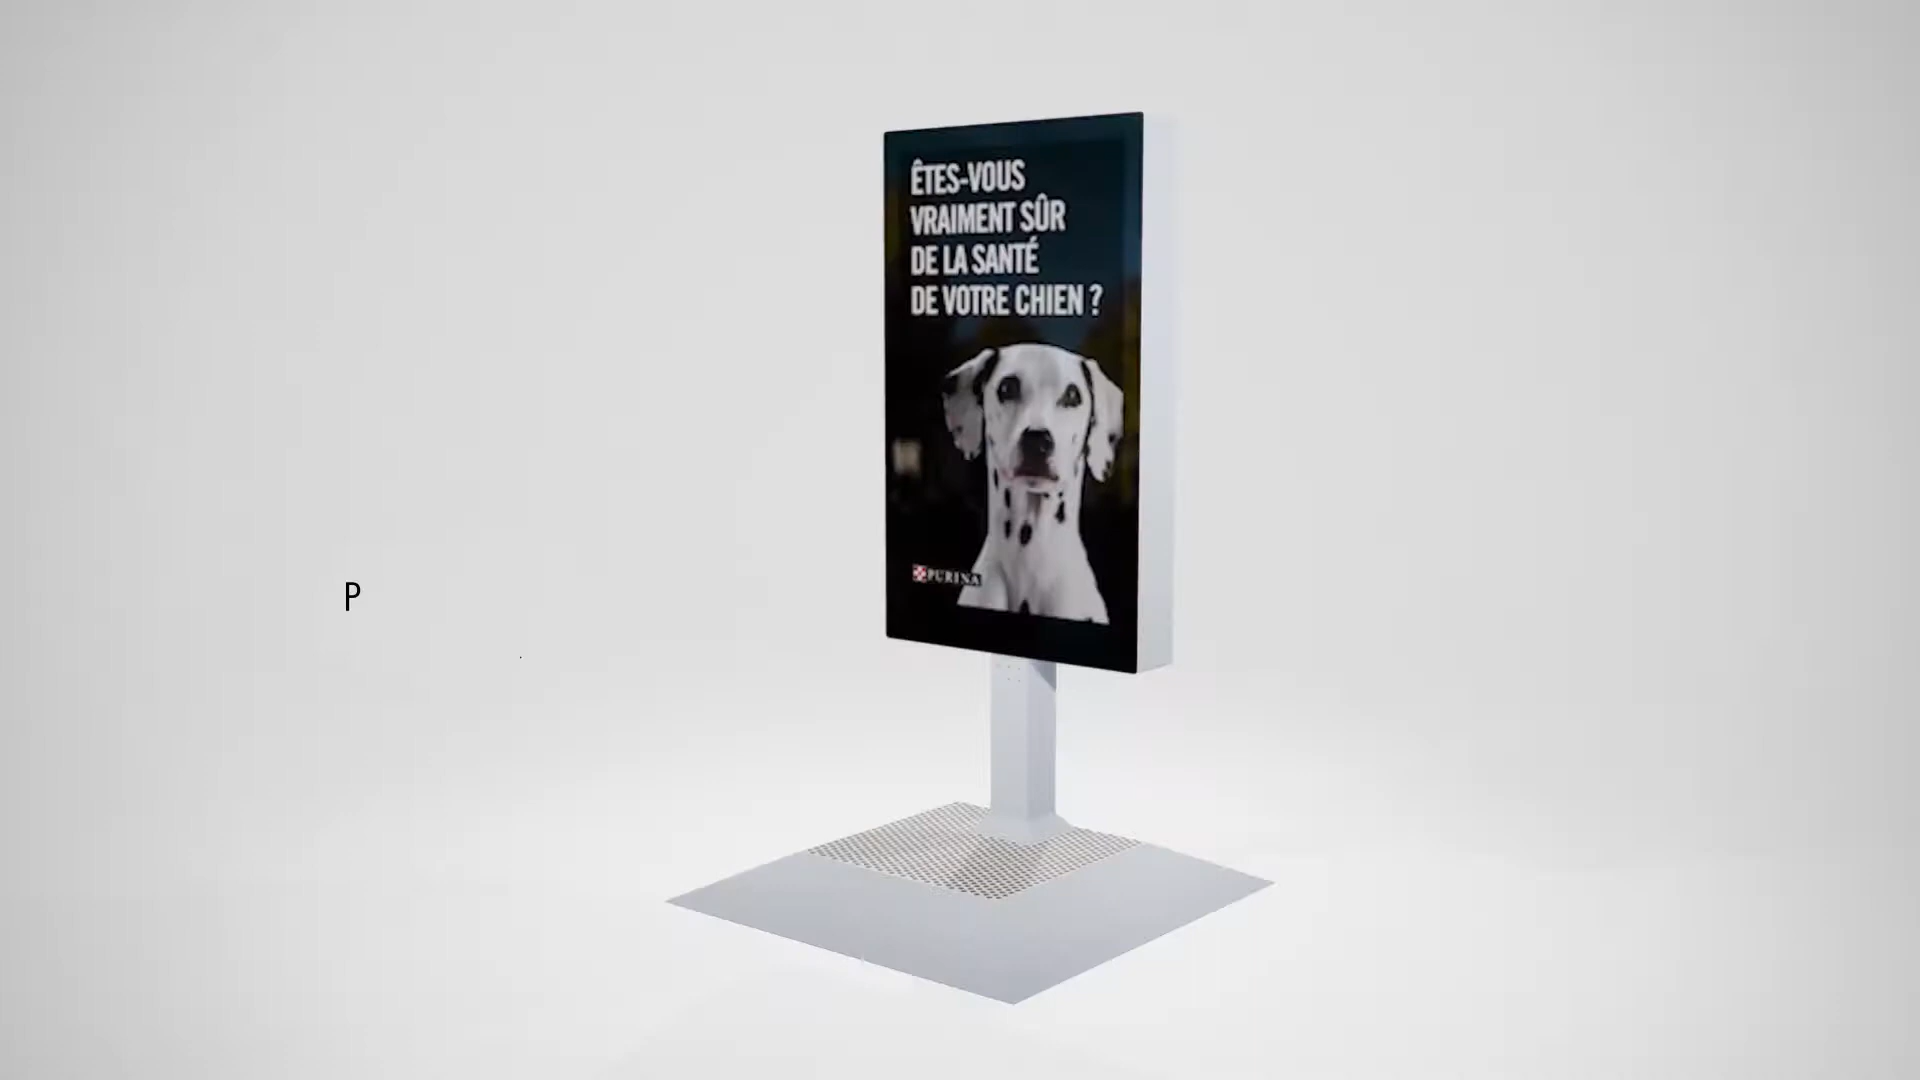 ÊTES-VOUS
VRAIMENT SÛR
DE LA SANTÉ
DE VOTRE CHIEN ?
PURINA
P